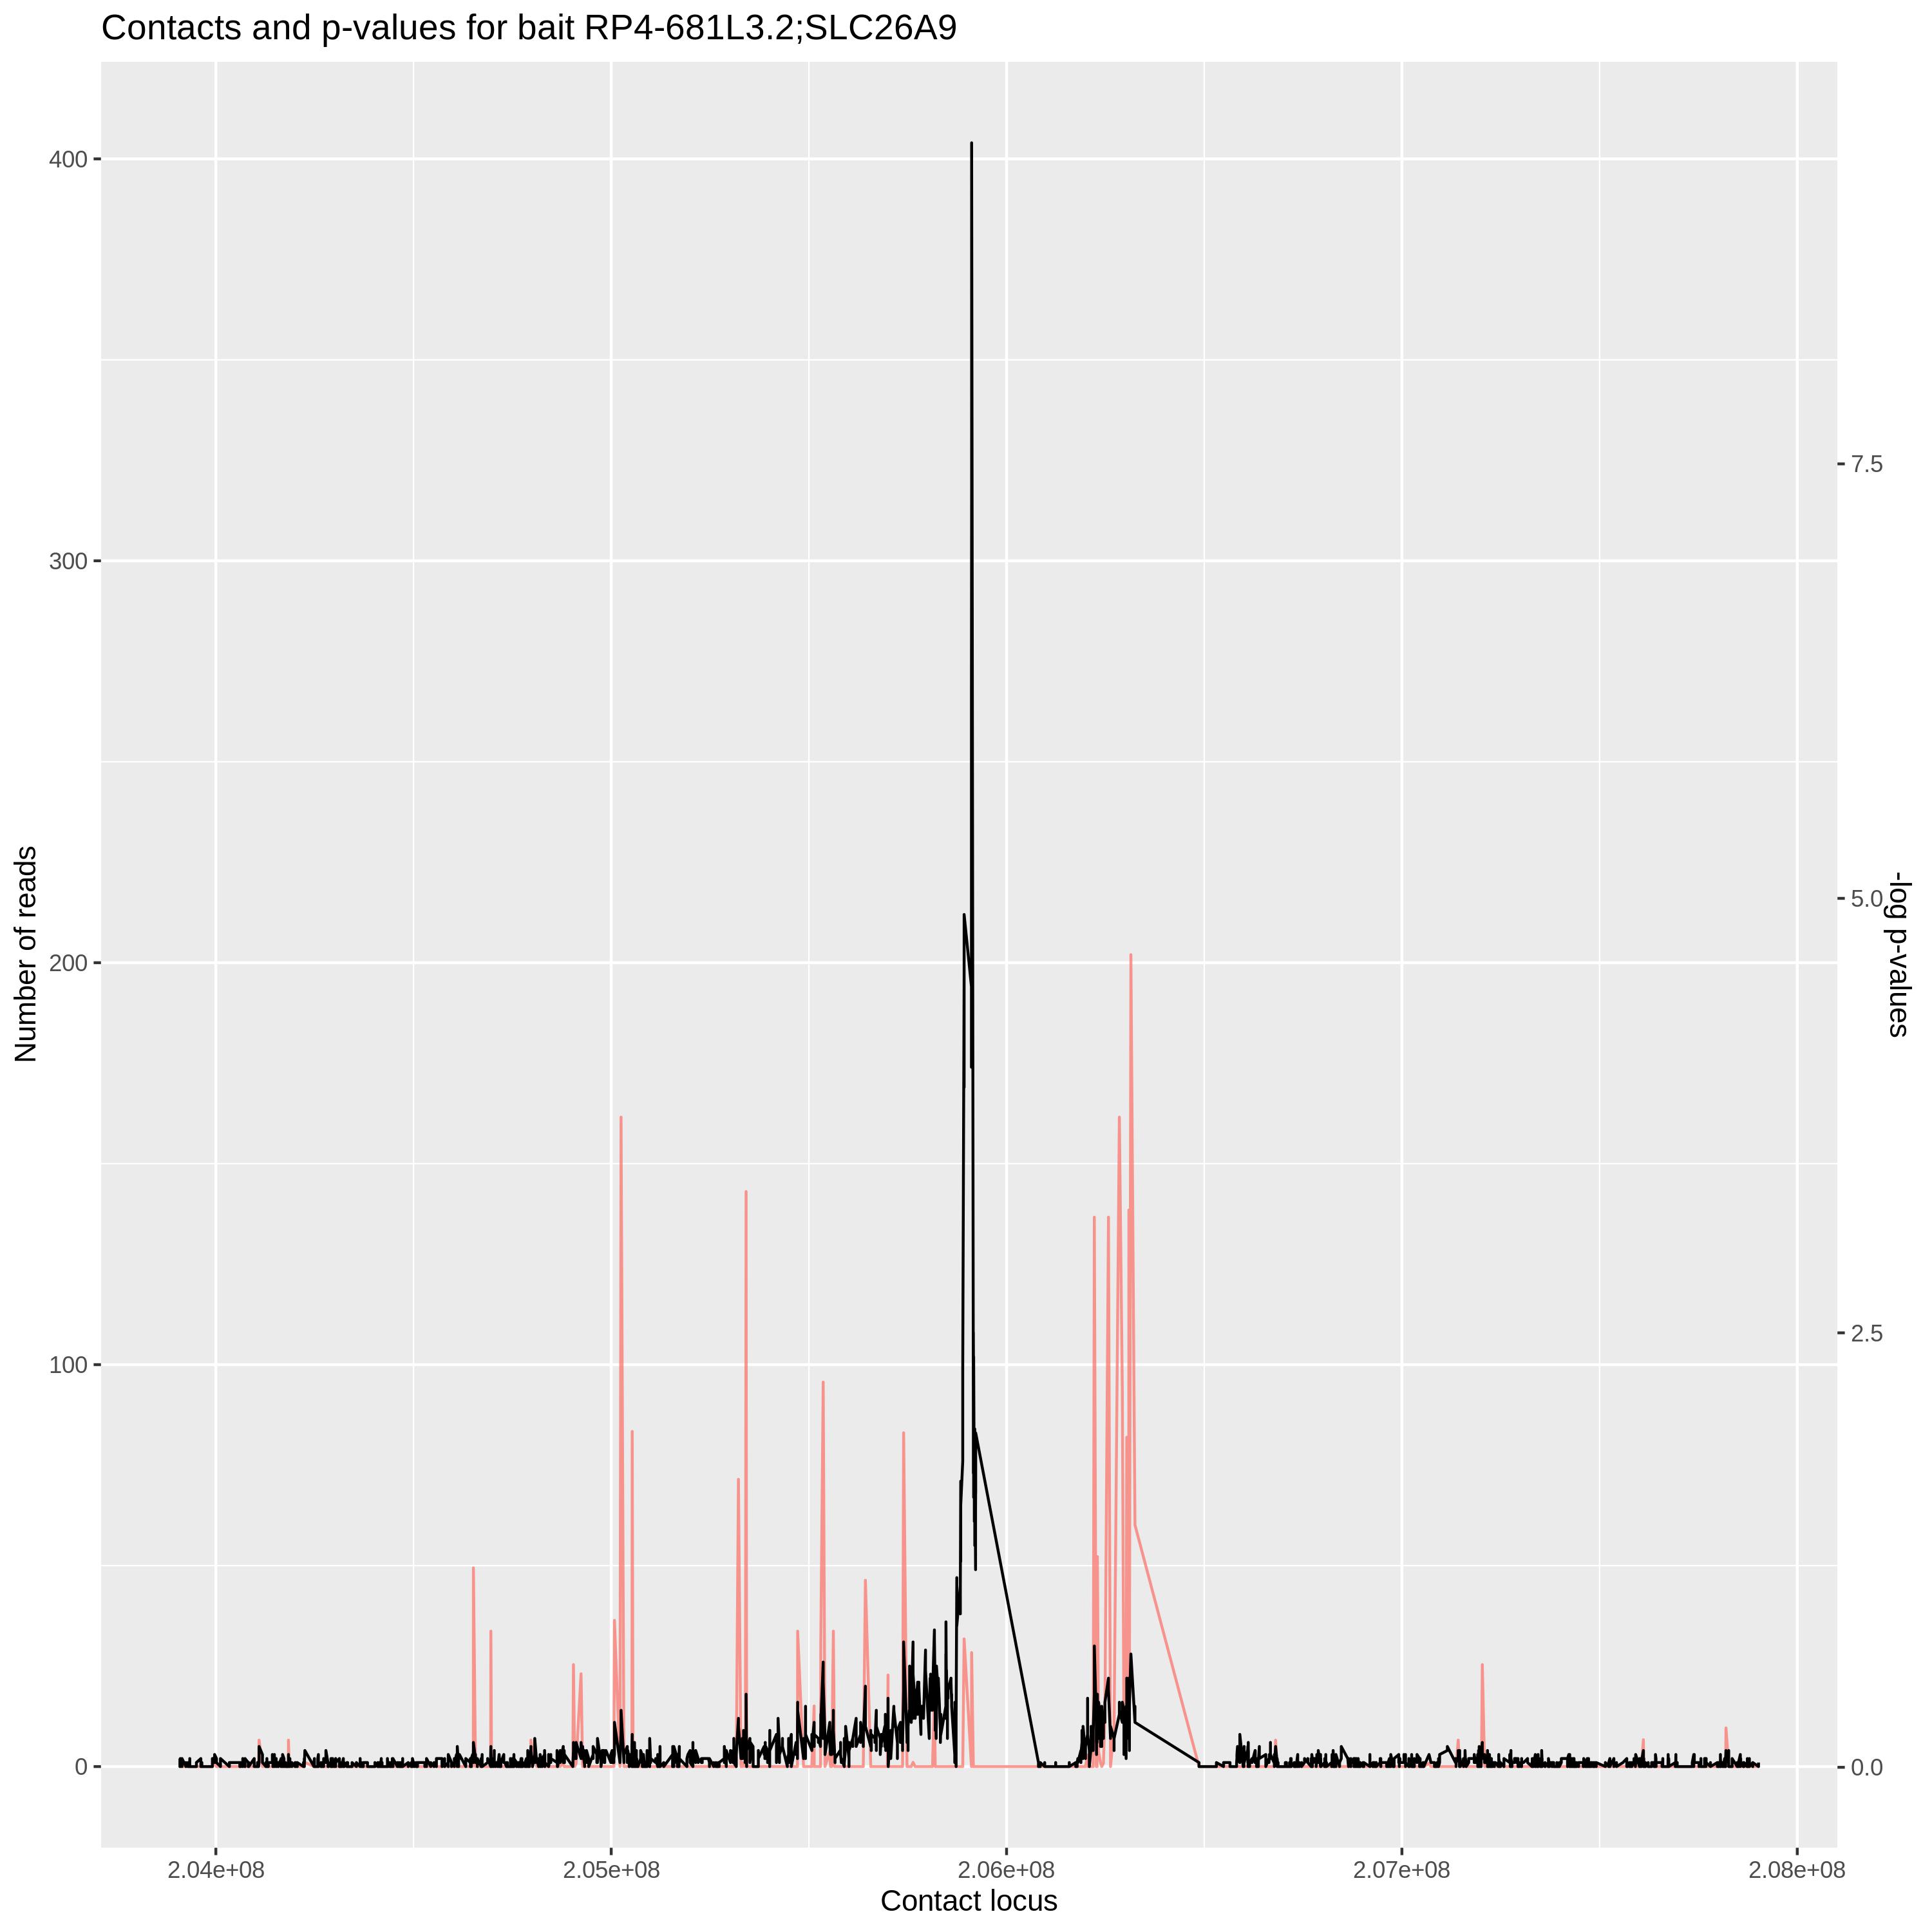 Contacts and p-values for bait RP4-681L3.2;SLC26A9
400
300
200
100
0
Number of reads
7.5
5.0
2.5
0.0
-log p-values
2.04e+08
2.05e+08
2.06e+08
2.07e+08
2.08e+08
Contact locus